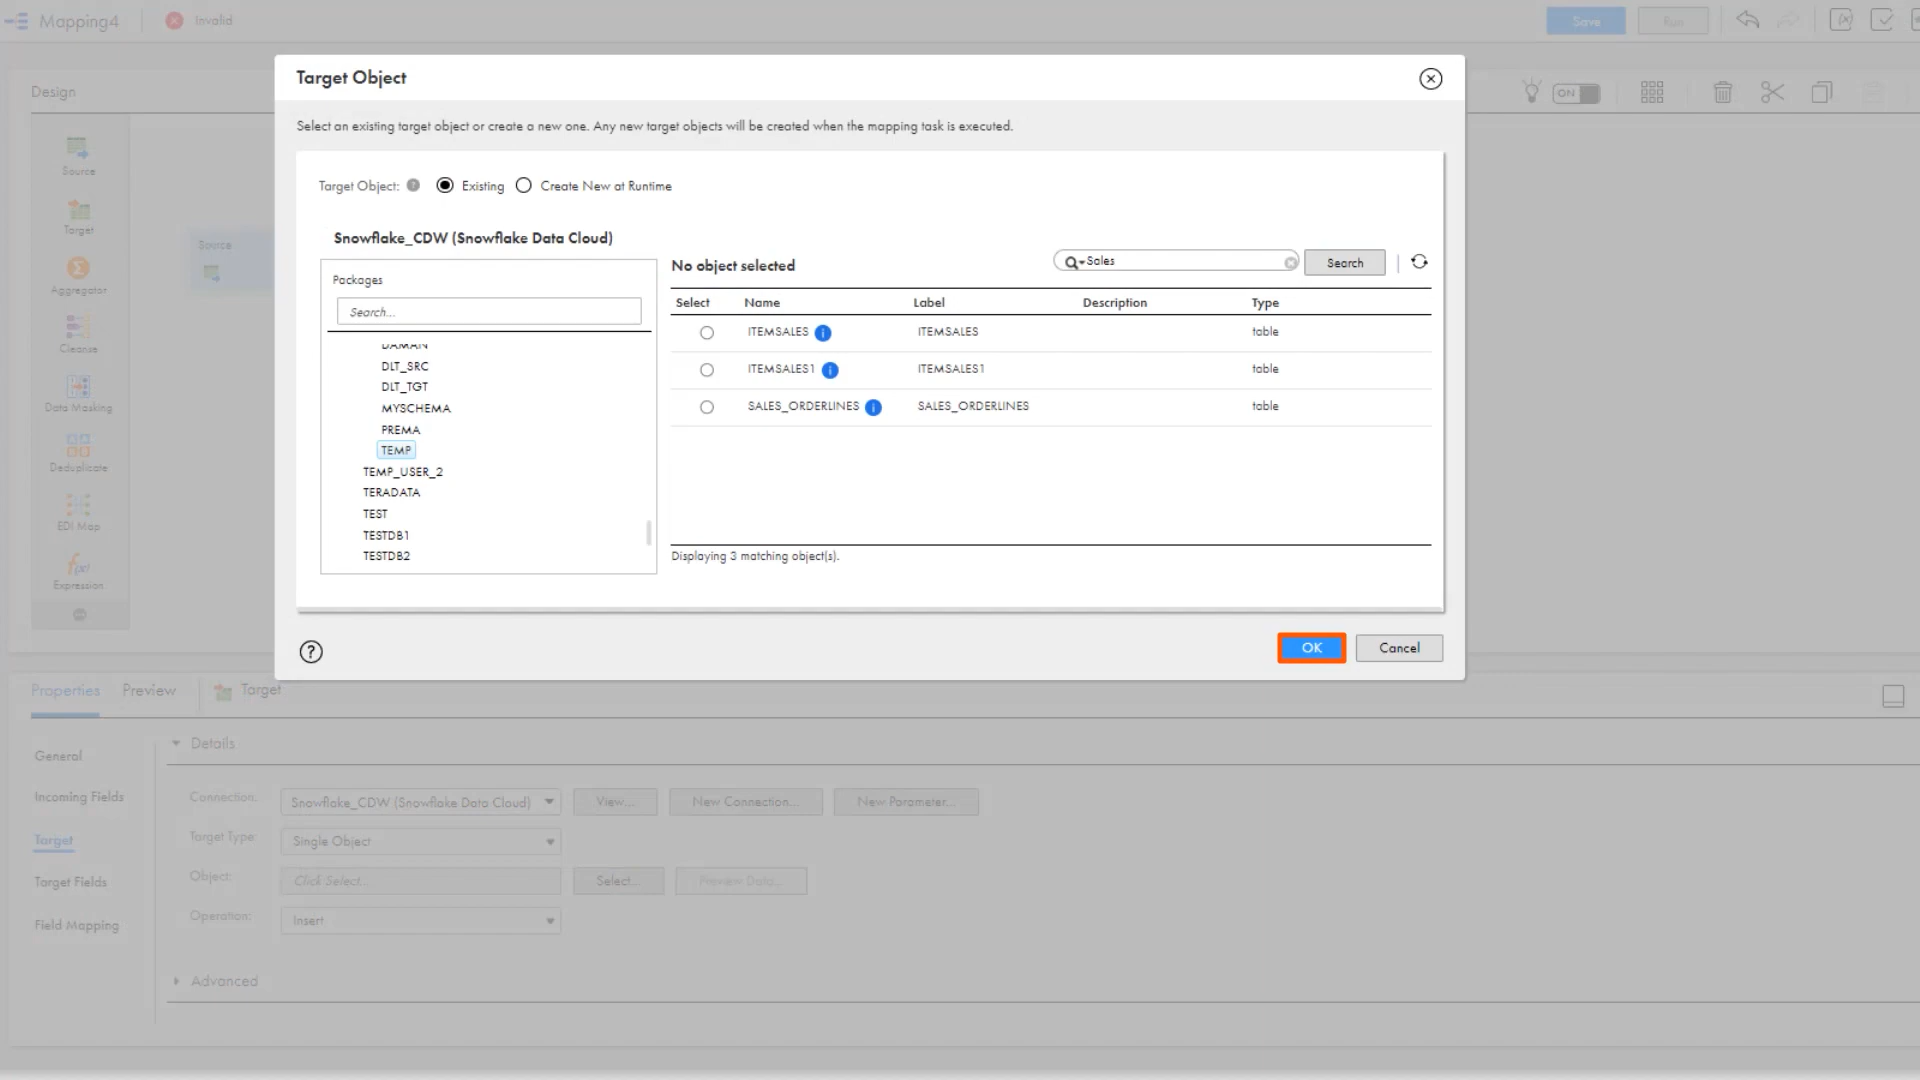 Mapping4
Invalid
Save
Run
Design
ON
Source
Target
Aggregator
Cleanse
Data Masking
Deduplicate
EDI Map
Expression
Source
Target Object
Select an existing target object or create a new one. Any new target objects will be created when the mapping task is executed.
Target Object: ? Existing Create New at Runtime
Snowflake_CDW (Snowflake Data Cloud)
Packages
Search...
DAMAN
DLT_SRC
DLT_TGT
MYSCHEMA
PREMA
TEMP
TEMP_USER_2
TERADATA
TEST
TESTDB1
TESTDB2
No object selected
Sales
Search
Select Name Label Description Type
ITEMSALES i ITEMSALES table
ITEMSALES1 i ITEMSALES1 table
SALES_ORDERLINES i SALES_ORDERLINES table
Displaying 3 matching object(s).
?
OK
Cancel
Properties
Preview
Target
General
Incoming Fields
Target
Target Fields
Field Mapping
Details
Connection: Snowflake_CDW (Snowflake Data Cloud) View... New Connection... New Parameter...
Target Type: Single Object
Object: Click Select... Select... Preview Data...
Operation: Insert
Advanced